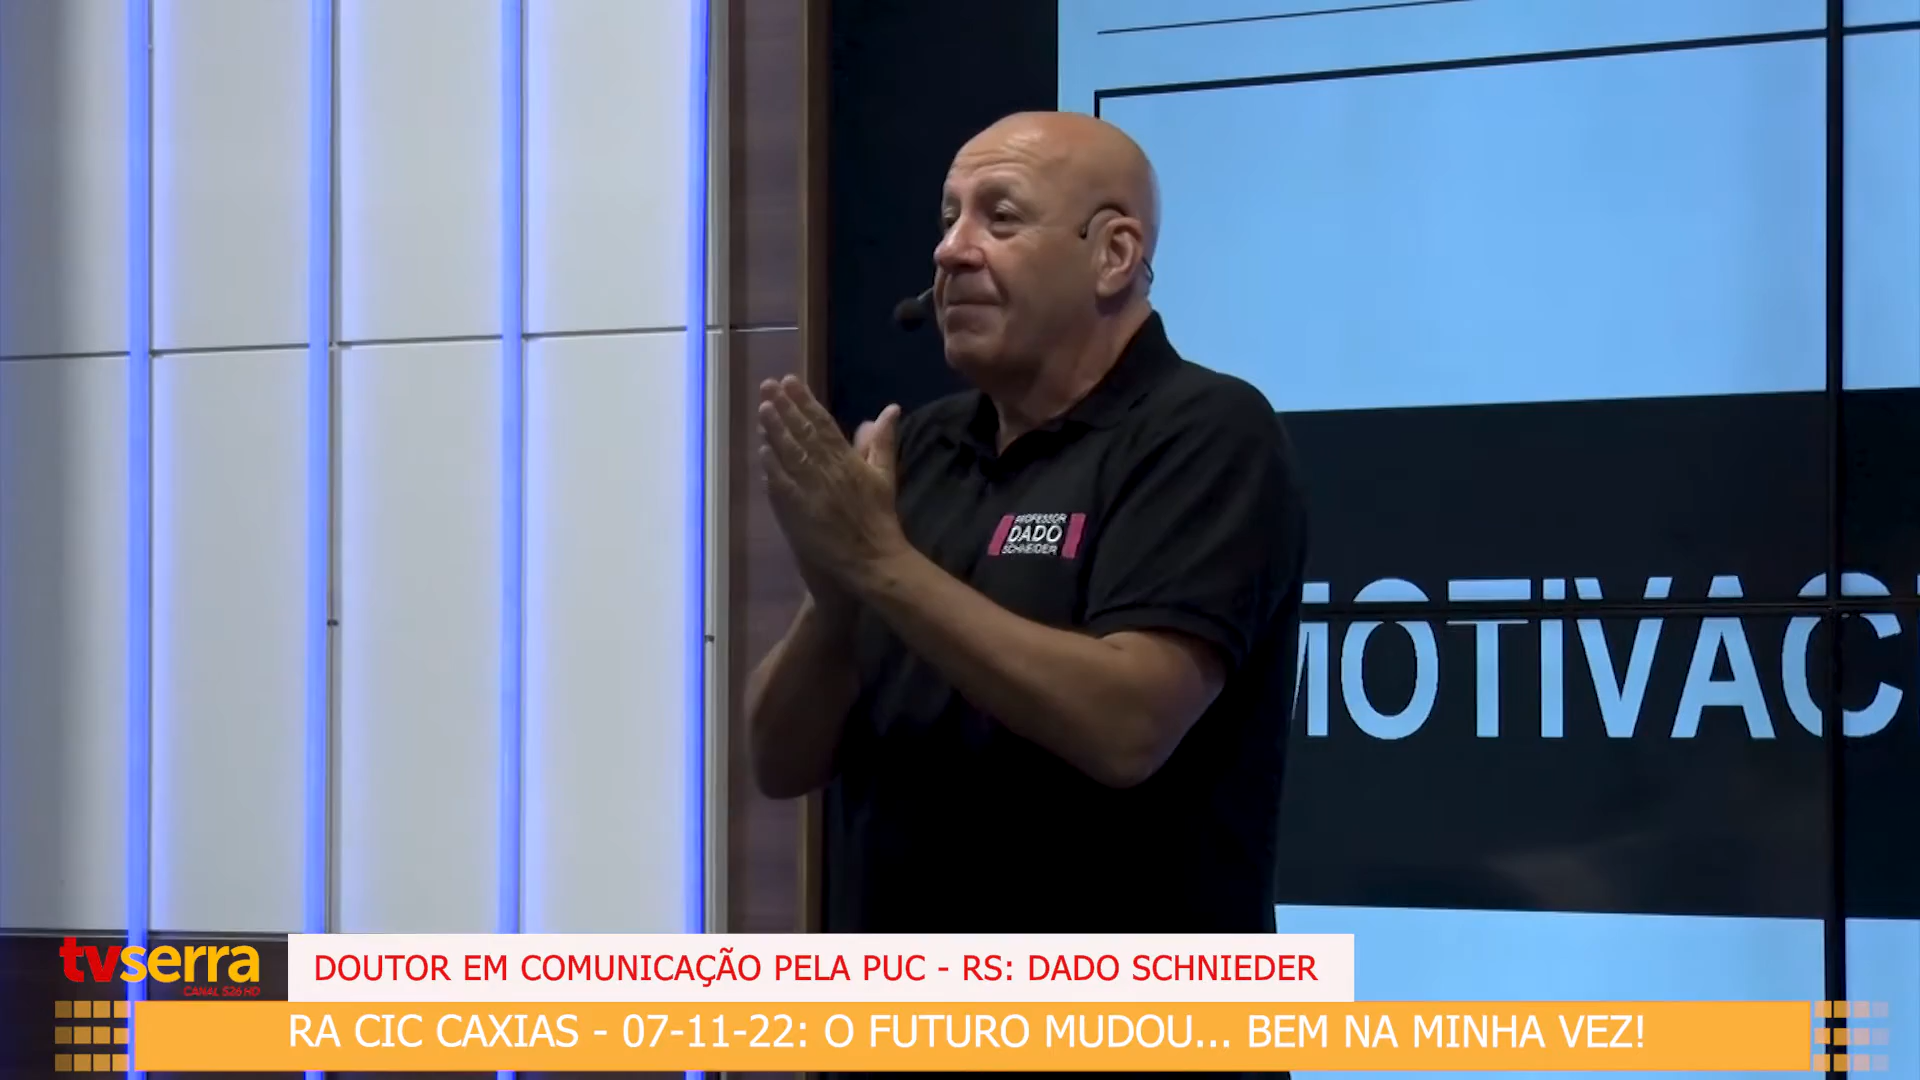 PROFESSOR
DADO
SCHNEIDER
MOTIVAC
tvserra
CANAL 526 HD
DOUTOR EM COMUNICAÇÃO PELA PUC - RS: DADO SCHNIEDER
RA CIC CAXIAS - 07-11-22: O FUTURO MUDOU... BEM NA MINHA VEZ!